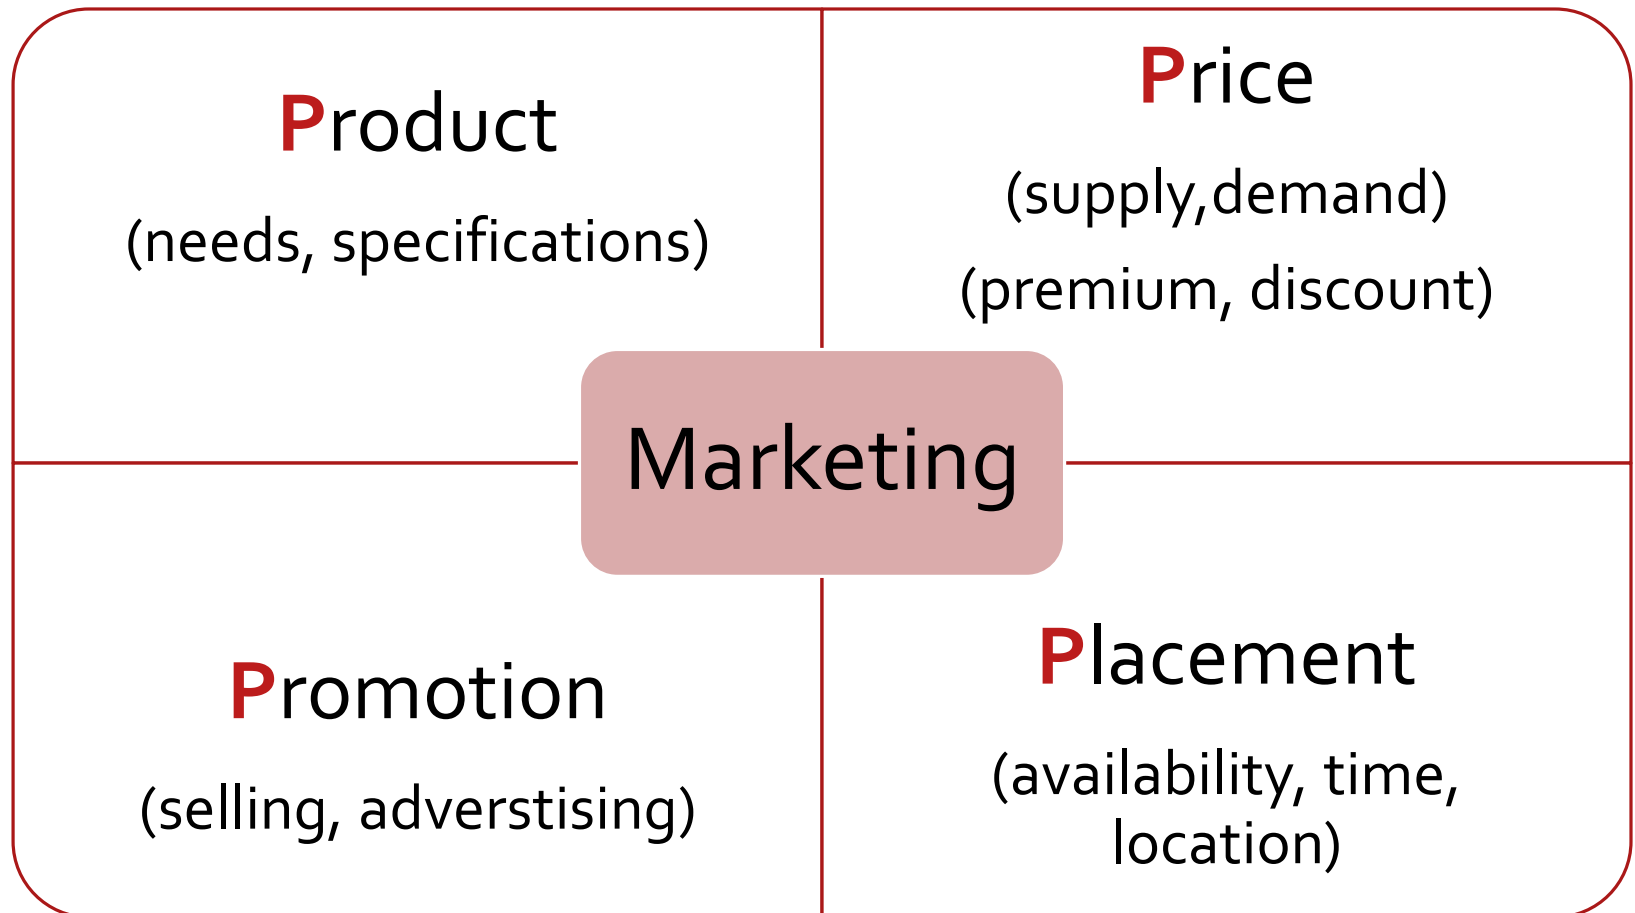 Product
(needs, specifications)
Price
(supply,demand)
(premium, discount)
Marketing
Promotion
(selling, adverstising)
Placement
(availability, time,
location)